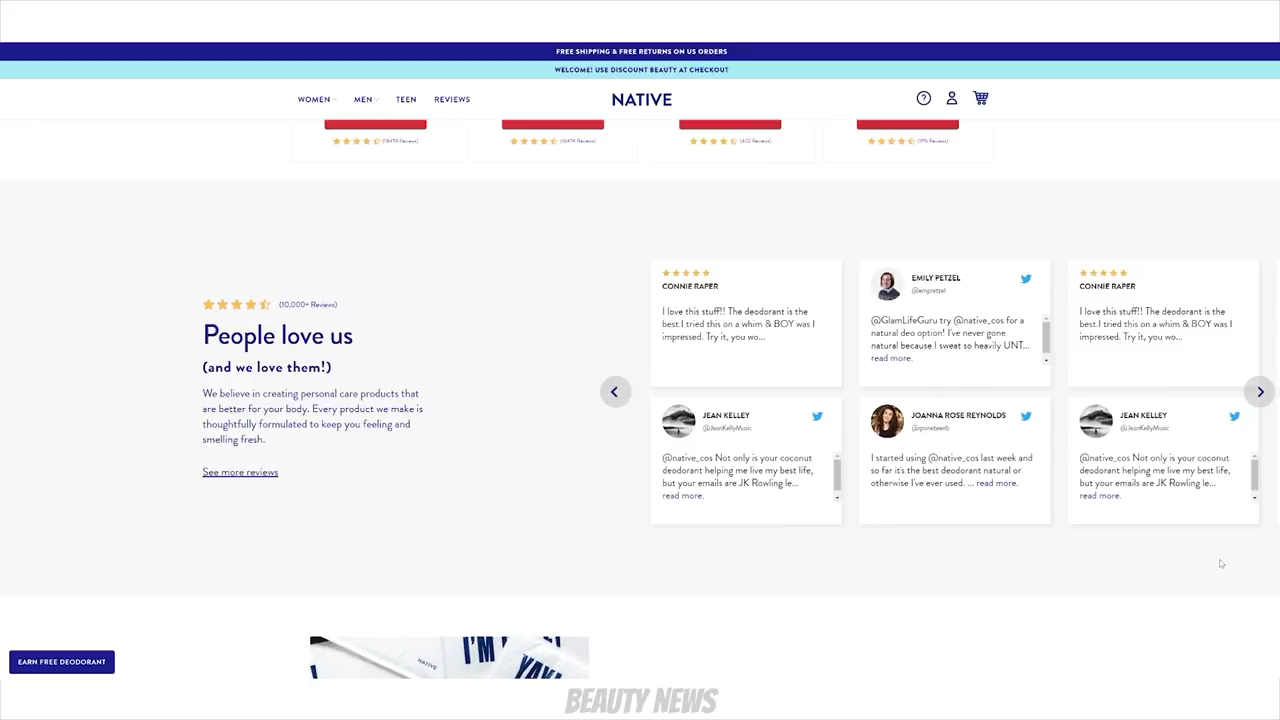 FREE SHIPPING & FREE RETURNS ON US ORDERS
WELCOME! USE DISCOUNT BEAUTY AT CHECKOUT
WOMEN MEN TEEN REVIEWS
NATIVE
(10,000+ Reviews)
People love us
(and we love them!)
We believe in creating personal care products that
are better for your body. Every product we make is
thoughtfully formulated to keep you feeling and
smelling fresh.
See more reviews
CONNIE RAPER
I love this stuff!! The deodorant is the
best.I tried this on a whim & BOY was I
impressed. Try it, you wo...
EMILY PETZEL
@empretzel
@GlamLifeGuru try @native_cos for a
natural deo option! I've never gone
natural because I sweat so heavily UNT...
read more.
CONNIE RAPER
I love this stuff!! The deodorant is the
best.I tried this on a whim & BOY was I
impressed. Try it, you wo...
JEAN KELLEY
@JeanKellyMusic
@native_cos Not only is your coconut
deodorant helping me live my best life,
but your emails are JK Rowling le...
read more.
JOANNA ROSE REYNOLDS
I started using @native_cos last week and
so far it's the best deodorant natural or
otherwise I've ever used. ... read more.
JEAN KELLEY
@JeanKellyMusic
@native_cos Not only is your coconut
deodorant helping me live my best life,
but your emails are JK Rowling le...
read more.
EARN FREE DEODORANT
NATIVE
I'M
YAY!
BEAUTY NEWS